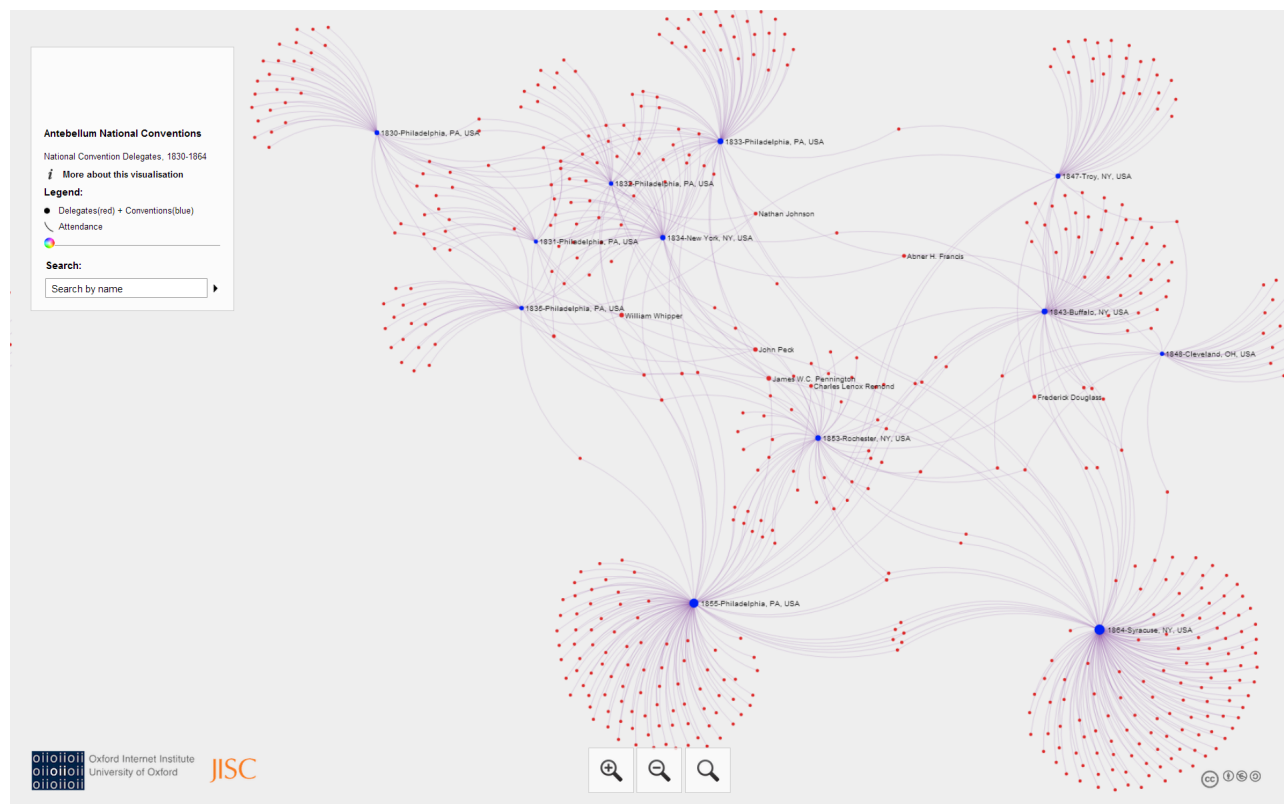 Antebellum National Conventions
National Convention Delegates, 1830-1864
i More about this visualisation
Legend:
Delegates(red) + Conventions(blue)
Attendance
Search:
Search by name
1830-Philadelphia, PA, USA
1833-Philadelphia, PA, USA
1847-Troy, NY, USA
1832-Philadelphia, PA, USA
Nathan Johnson
1834-New York, NY, USA
1831-Philadelphia, PA, USA
Abner H. Francis
1835-Philadelphia, PA, USA
William Whipper
1843-Buffalo, NY, USA
John Peck
1848-Cleveland, OH, USA
James W.C. Pennington
Charles Lenox Remond
Frederick Douglass
1853-Rochester, NY, USA
1855-Philadelphia, PA, USA
1864-Syracuse, NY, USA
oiioiioii
oiioiioii
oiioiioii
Oxford Internet Institute
University of Oxford
JISC
cc